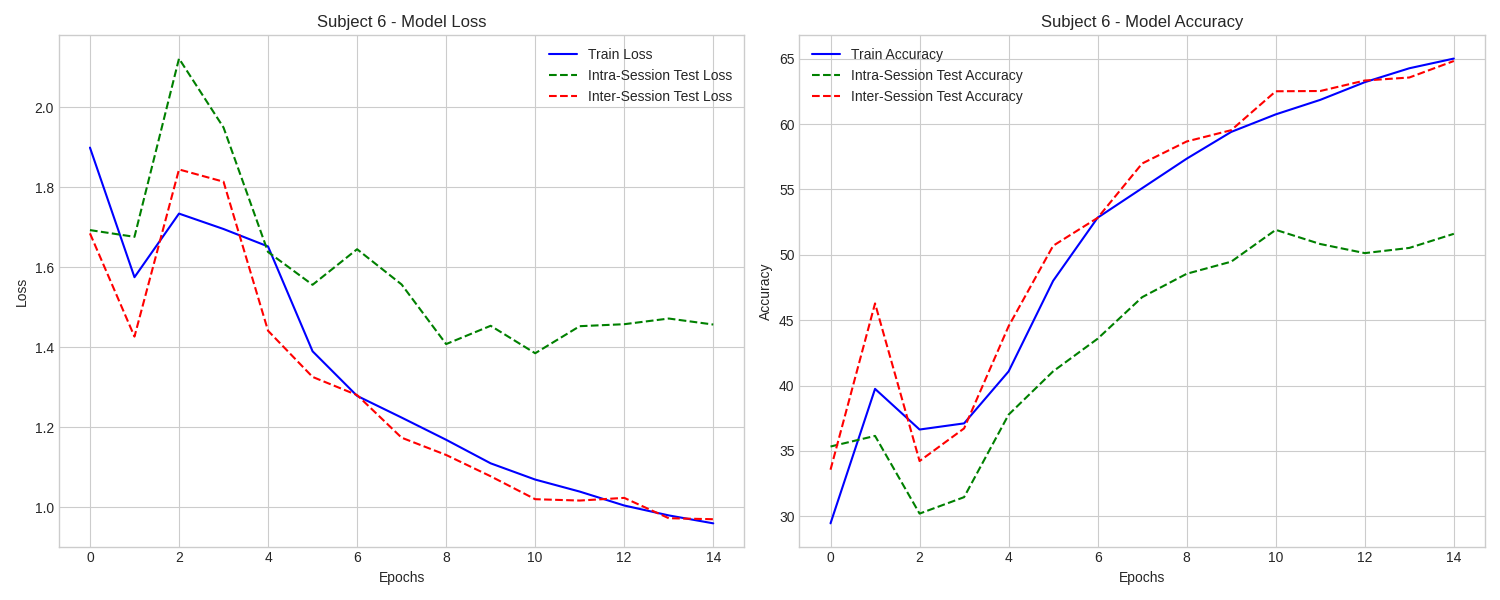 Subject 6 - Model Loss
Train Loss
Intra-Session Test Loss
Inter-Session Test Loss
Loss
2.0
1.8
1.6
1.4
1.2
1.0
0 2 4 6 8 10 12 14
Epochs
Subject 6 - Model Accuracy
Train Accuracy
Intra-Session Test Accuracy
Inter-Session Test Accuracy
Accuracy
65
60
55
50
45
40
35
30
0 2 4 6 8 10 12 14
Epochs